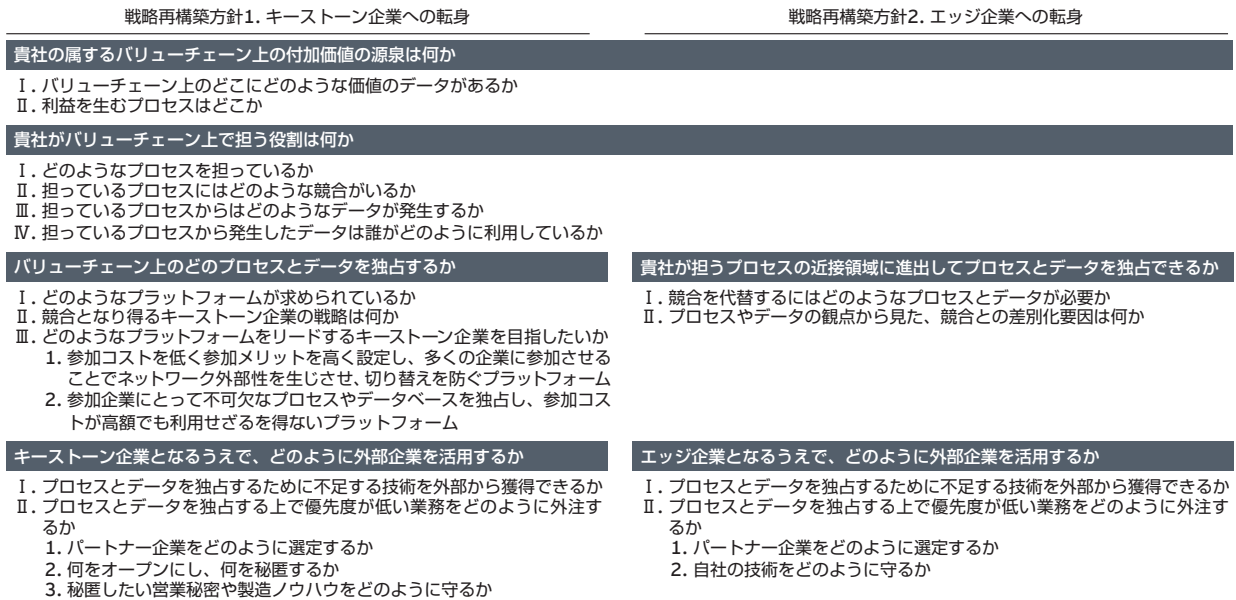 戦略再構築方針1. キーストーン企業への転身
戦略再構築方針2. エッジ企業への転身
貴社の属するバリューチェーン上の付加価値の源泉は何か
Ⅰ. バリューチェーン上のどこにどのような価値のデータがあるか
Ⅱ. 利益を生むプロセスはどこか
貴社がバリューチェーン上で担う役割は何か
Ⅰ. どのようなプロセスを担っているか
Ⅱ. 担っているプロセスにはどのような競合がいるか
Ⅲ. 担っているプロセスからはどのようなデータが発生するか
Ⅳ. 担っているプロセスから発生したデータは誰がどのように利用しているか
バリューチェーン上のどのプロセスとデータを独占するか
Ⅰ. どのようなプラットフォームが求められているか
Ⅱ. 競合となり得るキーストーン企業の戦略は何か
Ⅲ. どのようなプラットフォームをリードするキーストーン企業を目指したいか
1. 参加コストを低く参加メリットを高く設定し、多くの企業に参加させる
ことでネットワーク外部性を生じさせ、切り替えを防ぐプラットフォーム
2. 参加企業にとって不可欠なプロセスやデータベースを独占し、参加コス
トが高額でも利用せざるを得ないプラットフォーム
貴社が担うプロセスの近接領域に進出してプロセスとデータを独占できるか
Ⅰ. 競合を代替するにはどのようなプロセスとデータが必要か
Ⅱ. プロセスやデータの観点から見た、競合との差別化要因は何か
キーストーン企業となるうえで、どのように外部企業を活用するか
Ⅰ. プロセスとデータを独占するために不足する技術を外部から獲得できるか
Ⅱ. プロセスとデータを独占する上で優先度が低い業務をどのように外注す
るか
1. パートナー企業をどのように選定するか
2. 何をオープンにし、何を秘匿するか
3. 秘匿したい営業秘密や製造ノウハウをどのように守るか
エッジ企業となるうえで、どのように外部企業を活用するか
Ⅰ. プロセスとデータを独占するために不足する技術を外部から獲得できるか
Ⅱ. プロセスとデータを独占する上で優先度が低い業務をどのように外注す
るか
1. パートナー企業をどのように選定するか
2. 自社の技術をどのように守るか